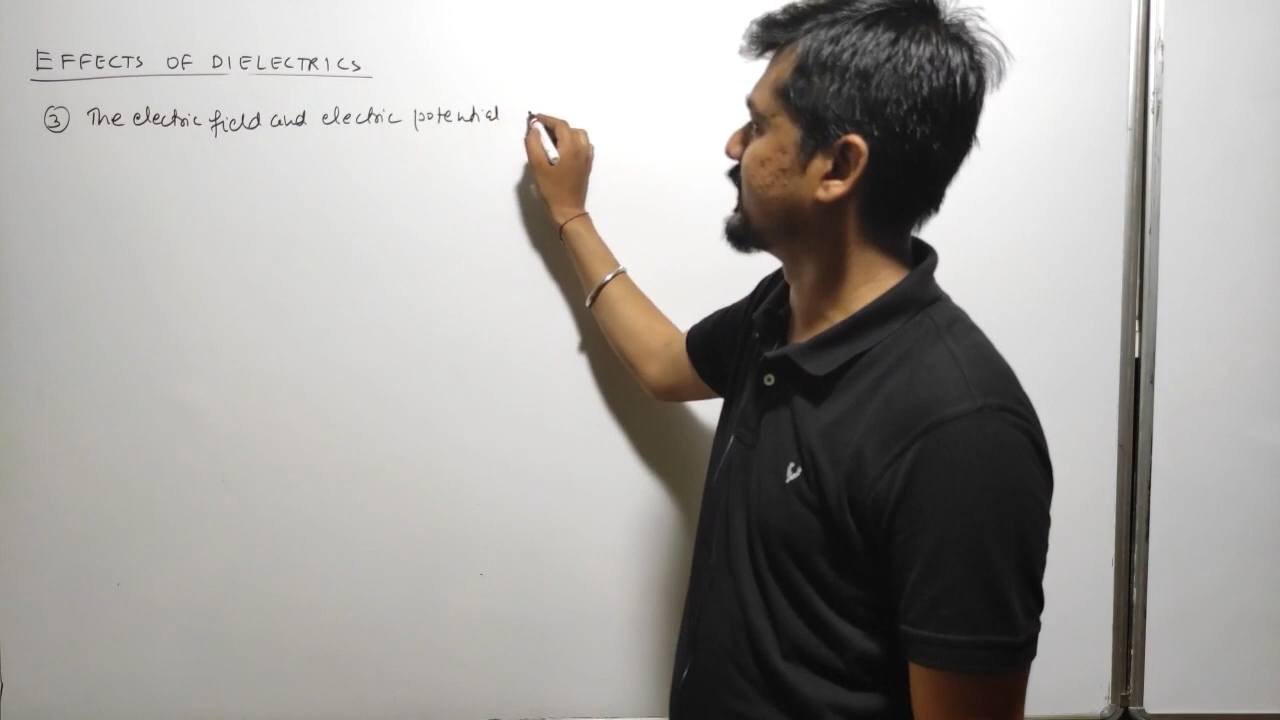 EFFECTS OF DIELECTRICS
③ The electric field and electric potential